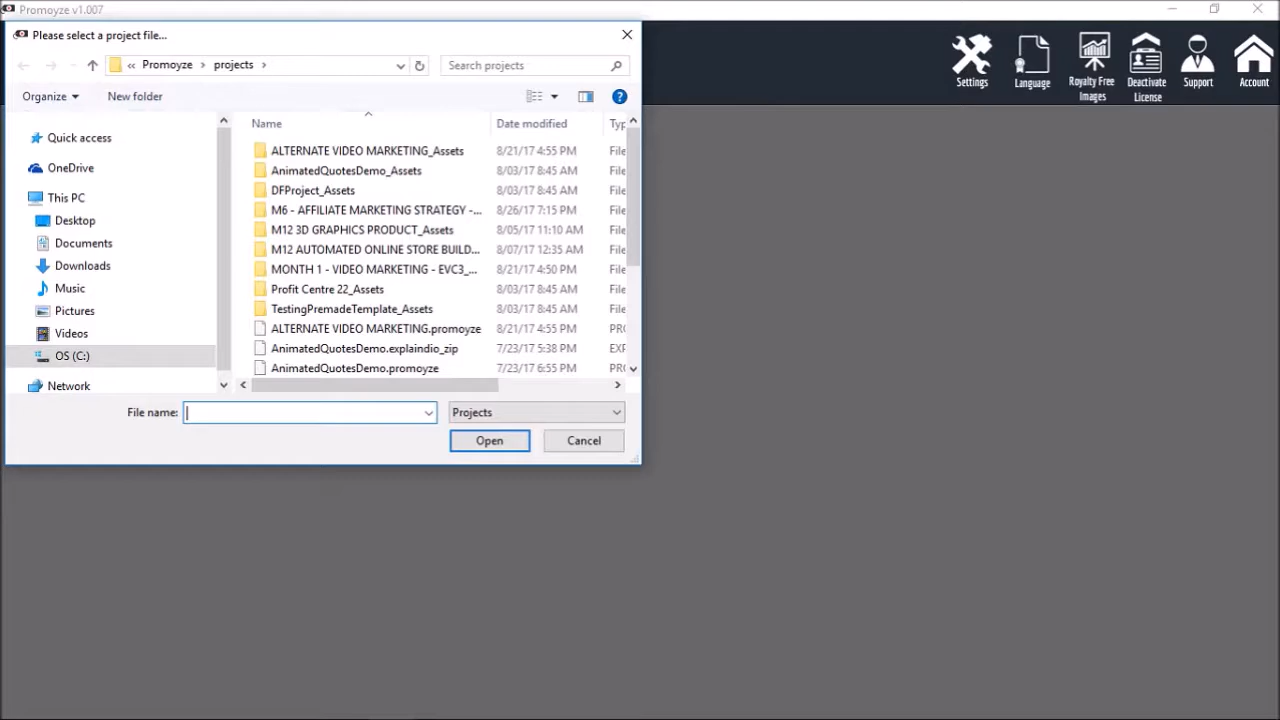 Promoyze v1.007
Please select a project file...
« Promoyze > projects >
Search projects
Organize
New folder
Name
Date modified
Typ
Quick access
OneDrive
This PC
Desktop
Documents
Downloads
Music
Pictures
Videos
OS (C:)
Network
ALTERNATE VIDEO MARKETING_Assets 8/21/17 4:55 PM File
AnimatedQuotesDemo_Assets 8/03/17 8:45 AM File
DFProject_Assets 8/03/17 8:45 AM File
M6 - AFFILIATE MARKETING STRATEGY -... 8/26/17 7:15 PM File
M12 3D GRAPHICS PRODUCT_Assets 8/05/17 11:10 AM File
M12 AUTOMATED ONLINE STORE BUILD... 8/07/17 12:35 AM File
MONTH 1 - VIDEO MARKETING - EVC3_... 8/21/17 4:50 PM File
Profit Centre 22_Assets 8/03/17 8:45 AM File
TestingPremadeTemplate_Assets 8/03/17 8:45 AM File
ALTERNATE VIDEO MARKETING.promoyze 8/21/17 4:55 PM PRO
AnimatedQuotesDemo.explaindio_zip 7/23/17 5:38 PM EXP
AnimatedQuotesDemo.promoyze 7/23/17 6:55 PM PRO
File name:
Projects
Open
Cancel
Settings
Language
Royalty Free
Images
Deactivate
License
Support
Account